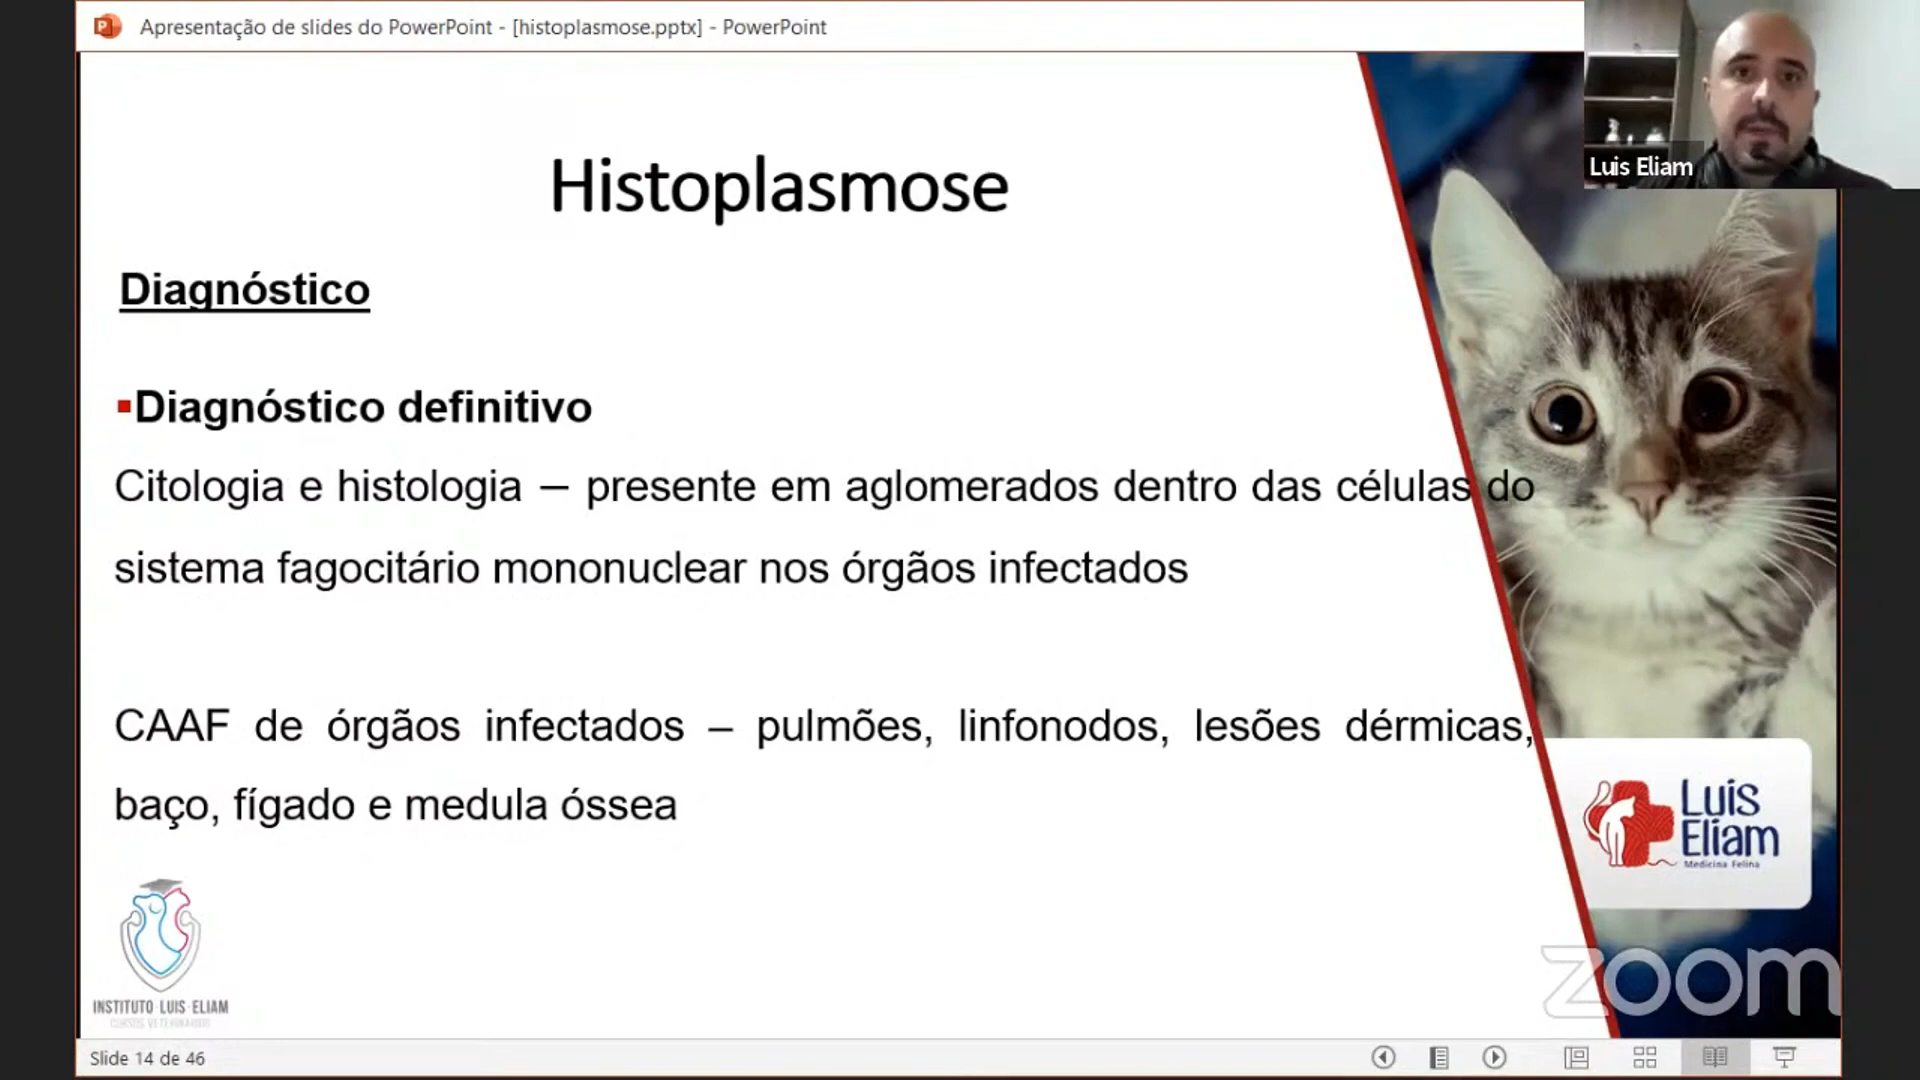 Apresentação de slides do PowerPoint - [histoplasmose.pptx] - PowerPoint
Luis Eliam
Histoplasmose
Diagnóstico
▪Diagnóstico definitivo
Citologia e histologia – presente em aglomerados dentro das células do
sistema fagocitário mononuclear nos órgãos infectados
CAAF de órgãos infectados – pulmões, linfonodos, lesões dérmicas,
baço, fígado e medula óssea
Luis
Eliam
Medicina Felina
INSTITUTO LUIS ELIAM
CURSOS VETERINÁRIOS
zoom
Slide 14 de 46